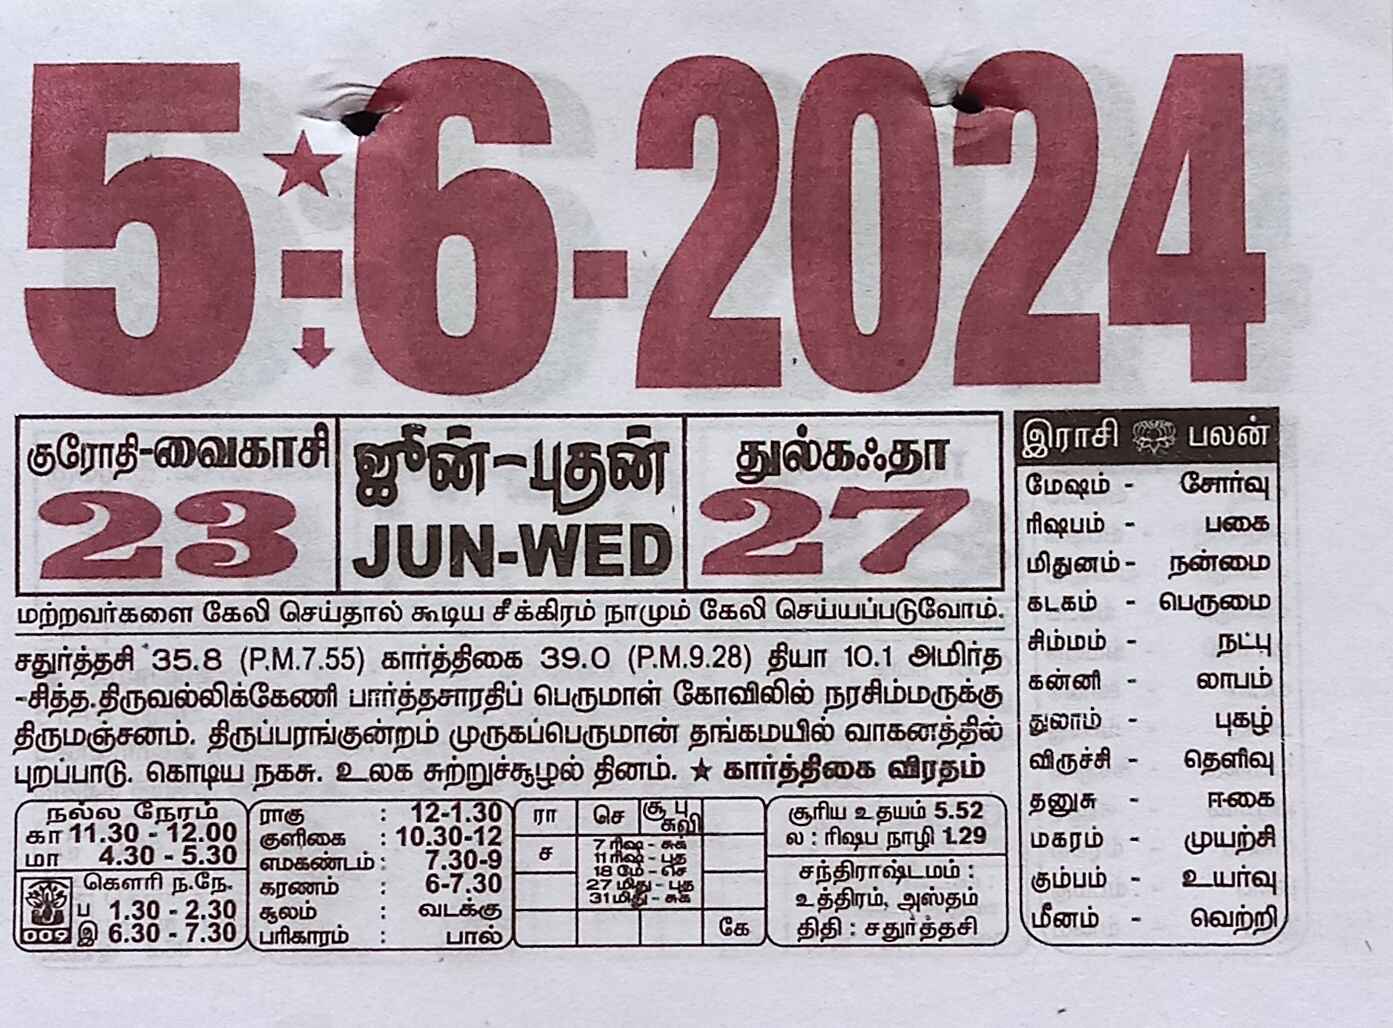 5-6-2024
குரோதி-வைகாசி
23
ஜூன்-புதன்
JUN-WED
துல்கஃதா
27
மற்றவர்களை கேலி செய்தால் கூடிய சீக்கிரம் நாமும் கேலி செய்யப்படுவோம்.
சதுர்த்தசி 35.8 (P.M.7.55) கார்த்திகை 39.0 (P.M.9.28) தியா 10.1 அமிர்த
-சித்த.திருவல்லிக்கேணி பார்த்தசாரதிப் பெருமாள் கோவிலில் நரசிம்மருக்கு
திருமஞ்சனம். திருப்பரங்குன்றம் முருகப்பெருமான் தங்கமயில் வாகனத்தில்
புறப்பாடு. கொடிய நகசு. உலக சுற்றுச்சூழல் தினம். ★ கார்த்திகை விரதம்
நல்ல நேரம்
கா 11.30 - 12.00
மா 4.30 - 5.30
கௌரி ந.நே.
ப 1.30 - 2.30
இ 6.30 - 7.30
009
ராகு : 12-1.30
குளிகை : 10.30-12
எமகண்டம் : 7.30-9
கரணம் : 6-7.30
சூலம் : வடக்கு
பரிகாரம் : பால்
ரா செ சூ பு
சுவி
ச
7 ரிஷ - சுக்
11 ரிஷ - புத
18 மே - செ
27 மிது - புத
31 மிது - சுக்
கே
சூரிய உதயம் 5.52
ல : ரிஷப நாழி 1.29
சந்திராஷ்டமம் :
உத்திரம், அஸ்தம்
திதி : சதுர்த்தசி
இராசி பலன்
மேஷம் - சோர்வு
ரிஷபம் - பகை
மிதுனம் - நன்மை
கடகம் - பெருமை
சிம்மம் - நட்பு
கன்னி - லாபம்
துலாம் - புகழ்
விருச்சி - தெளிவு
தனுசு - ஈகை
மகரம் - முயற்சி
கும்பம் - உயர்வு
மீனம் - வெற்றி